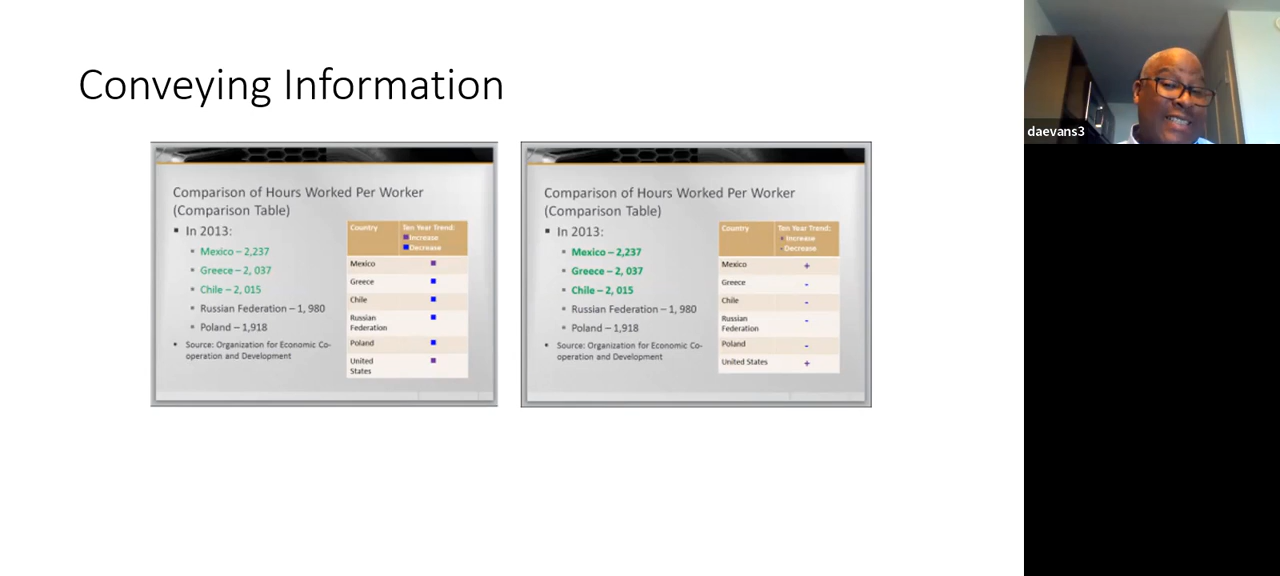 Conveying Information
daevans3
Comparison of Hours Worked Per Worker
(Comparison Table)
▪ In 2013:
▪ Mexico – 2,237
▪ Greece – 2, 037
▪ Chile – 2, 015
▪ Russian Federation – 1, 980
▪ Poland – 1,918
▪ Source: Organization for Economic Co-
operation and Development
Country Ten Year Trend:
■Increase
■Decrease
Mexico ■
Greece ■
Chile ■
Russian
Federation ■
Poland ■
United
States ■
Comparison of Hours Worked Per Worker
(Comparison Table)
▪ In 2013:
▪ Mexico – 2,237
▪ Greece – 2, 037
▪ Chile – 2, 015
▪ Russian Federation – 1, 980
▪ Poland – 1,918
▪ Source: Organization for Economic Co-
operation and Development
Country Ten Year Trend:
+ Increase
- Decrease
Mexico +
Greece -
Chile -
Russian
Federation -
Poland -
United States +